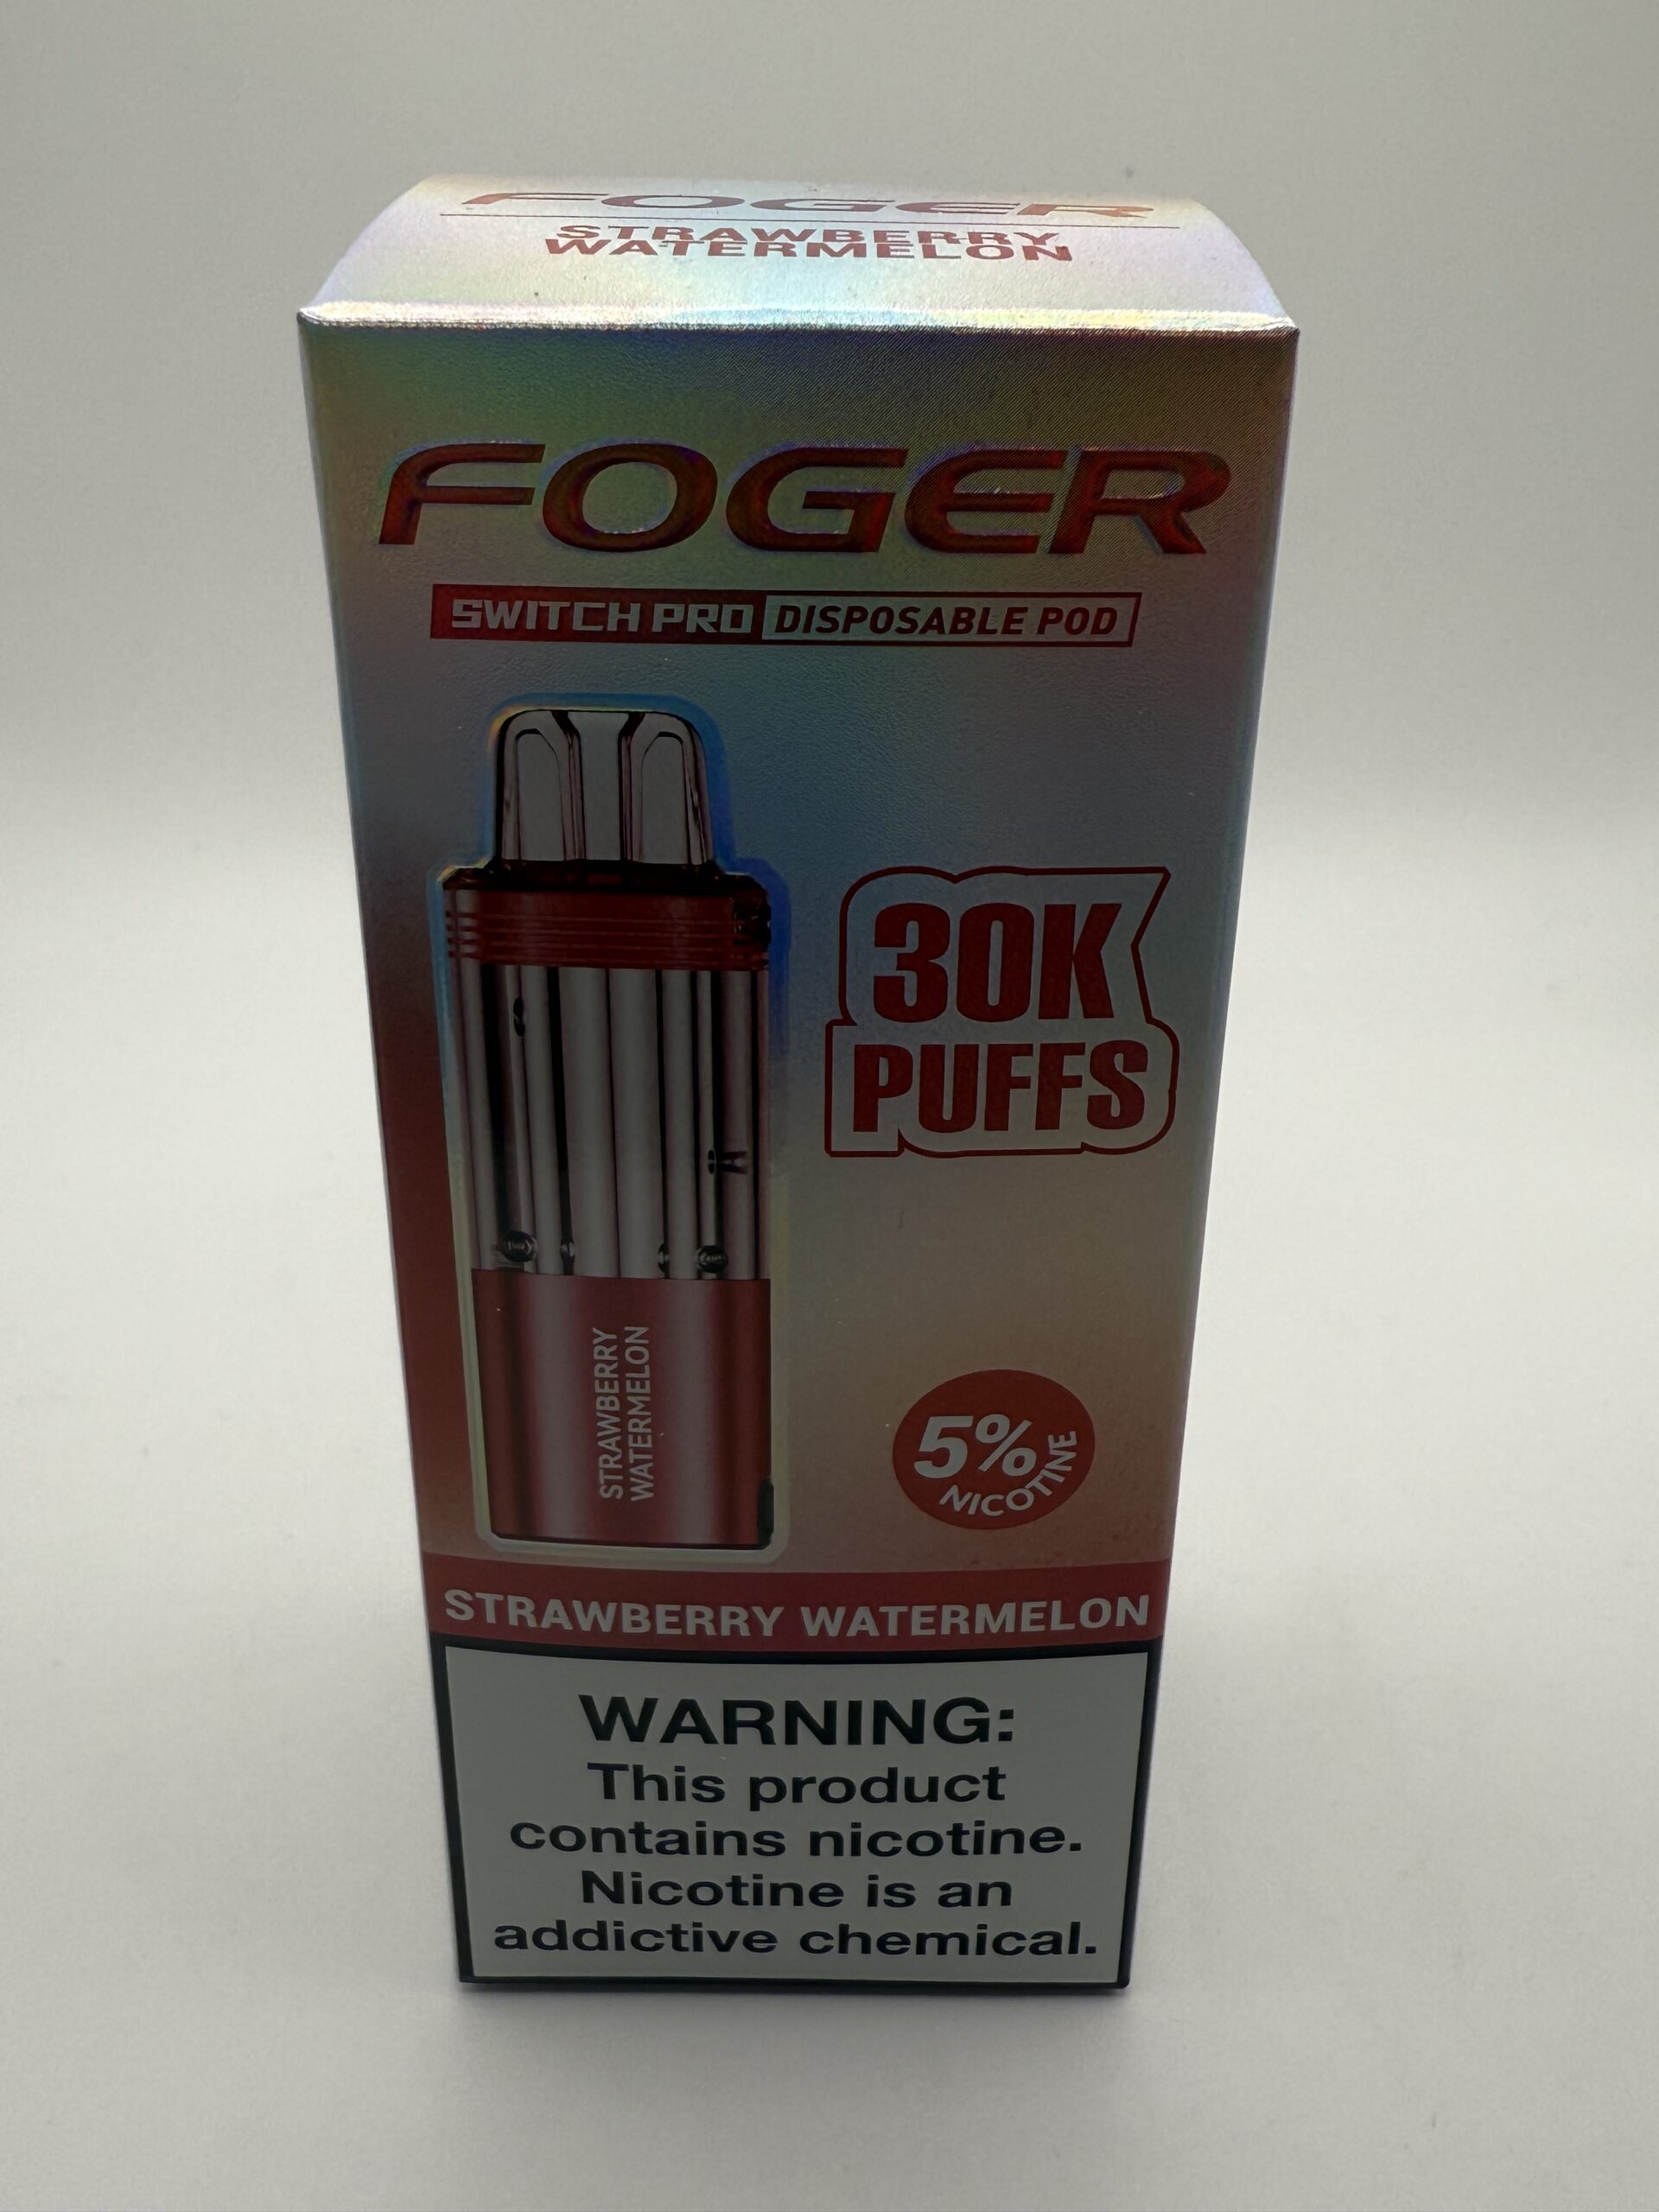 FOGER
STRAWBERRY
WATERMELON
FOGER
SWITCH PRO DISPOSABLE POD
30K
PUFFS
STRAWBERRY
WATERMELON
5%
NICOTINE
STRAWBERRY WATERMELON
WARNING:
This product
contains nicotine.
Nicotine is an
addictive chemical.